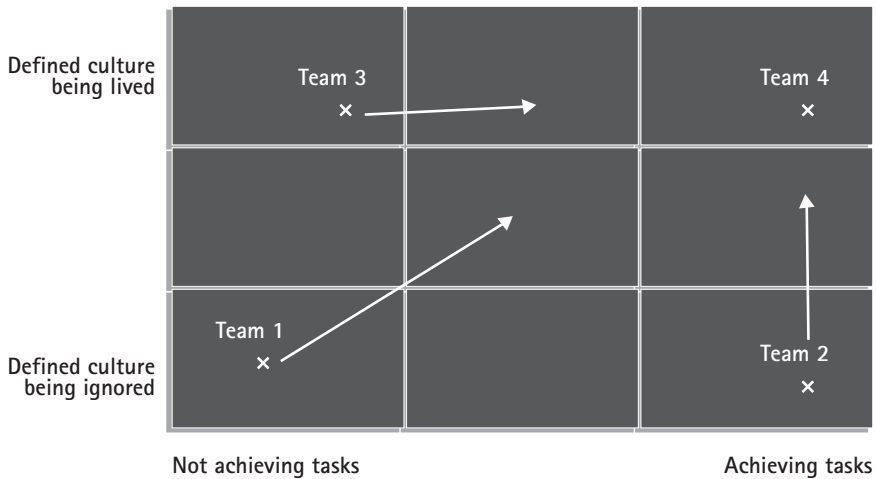 Defined culture
being lived
Team 3
Team 4
Team 1
Team 2
Defined culture
being ignored
Not achieving tasks
Achieving tasks